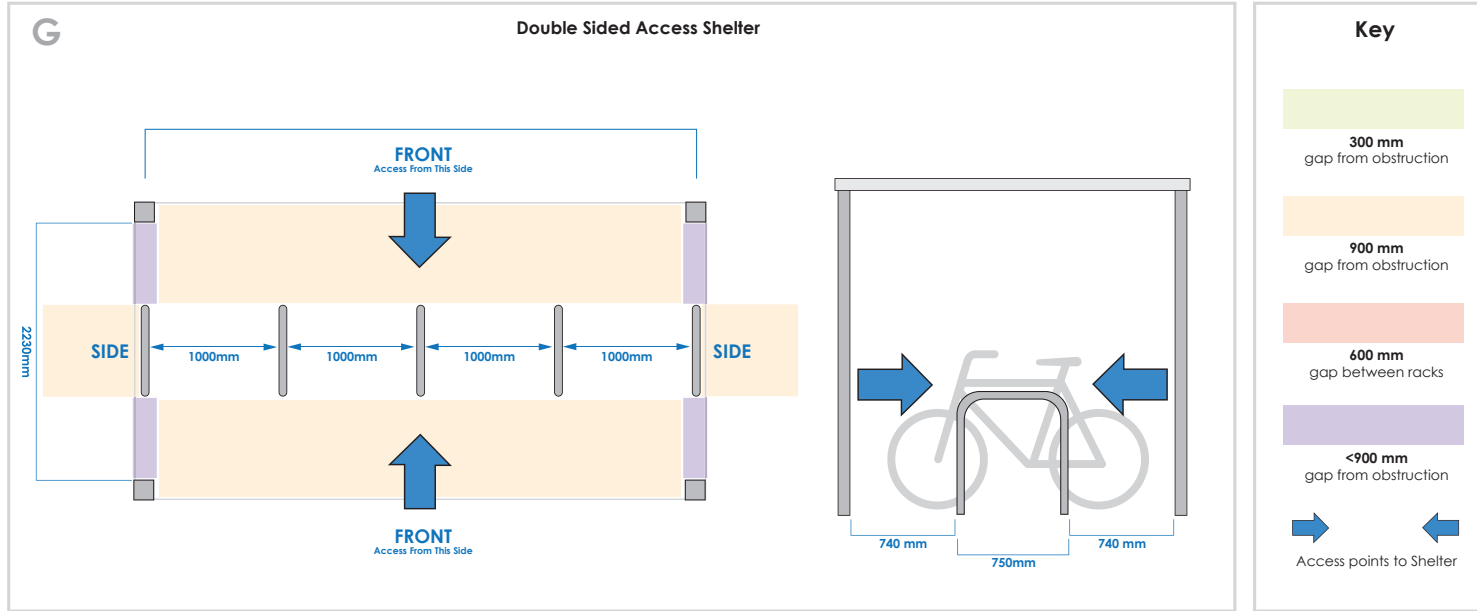 G
Double Sided Access Shelter
FRONT
Access From This Side
2230mm
SIDE
1000mm
1000mm
1000mm
1000mm
SIDE
FRONT
Access From This Side
740 mm
750mm
740 mm
Key
300 mm
gap from obstruction
900 mm
gap from obstruction
600 mm
gap between racks
<900 mm
gap from obstruction
Access points to Shelter